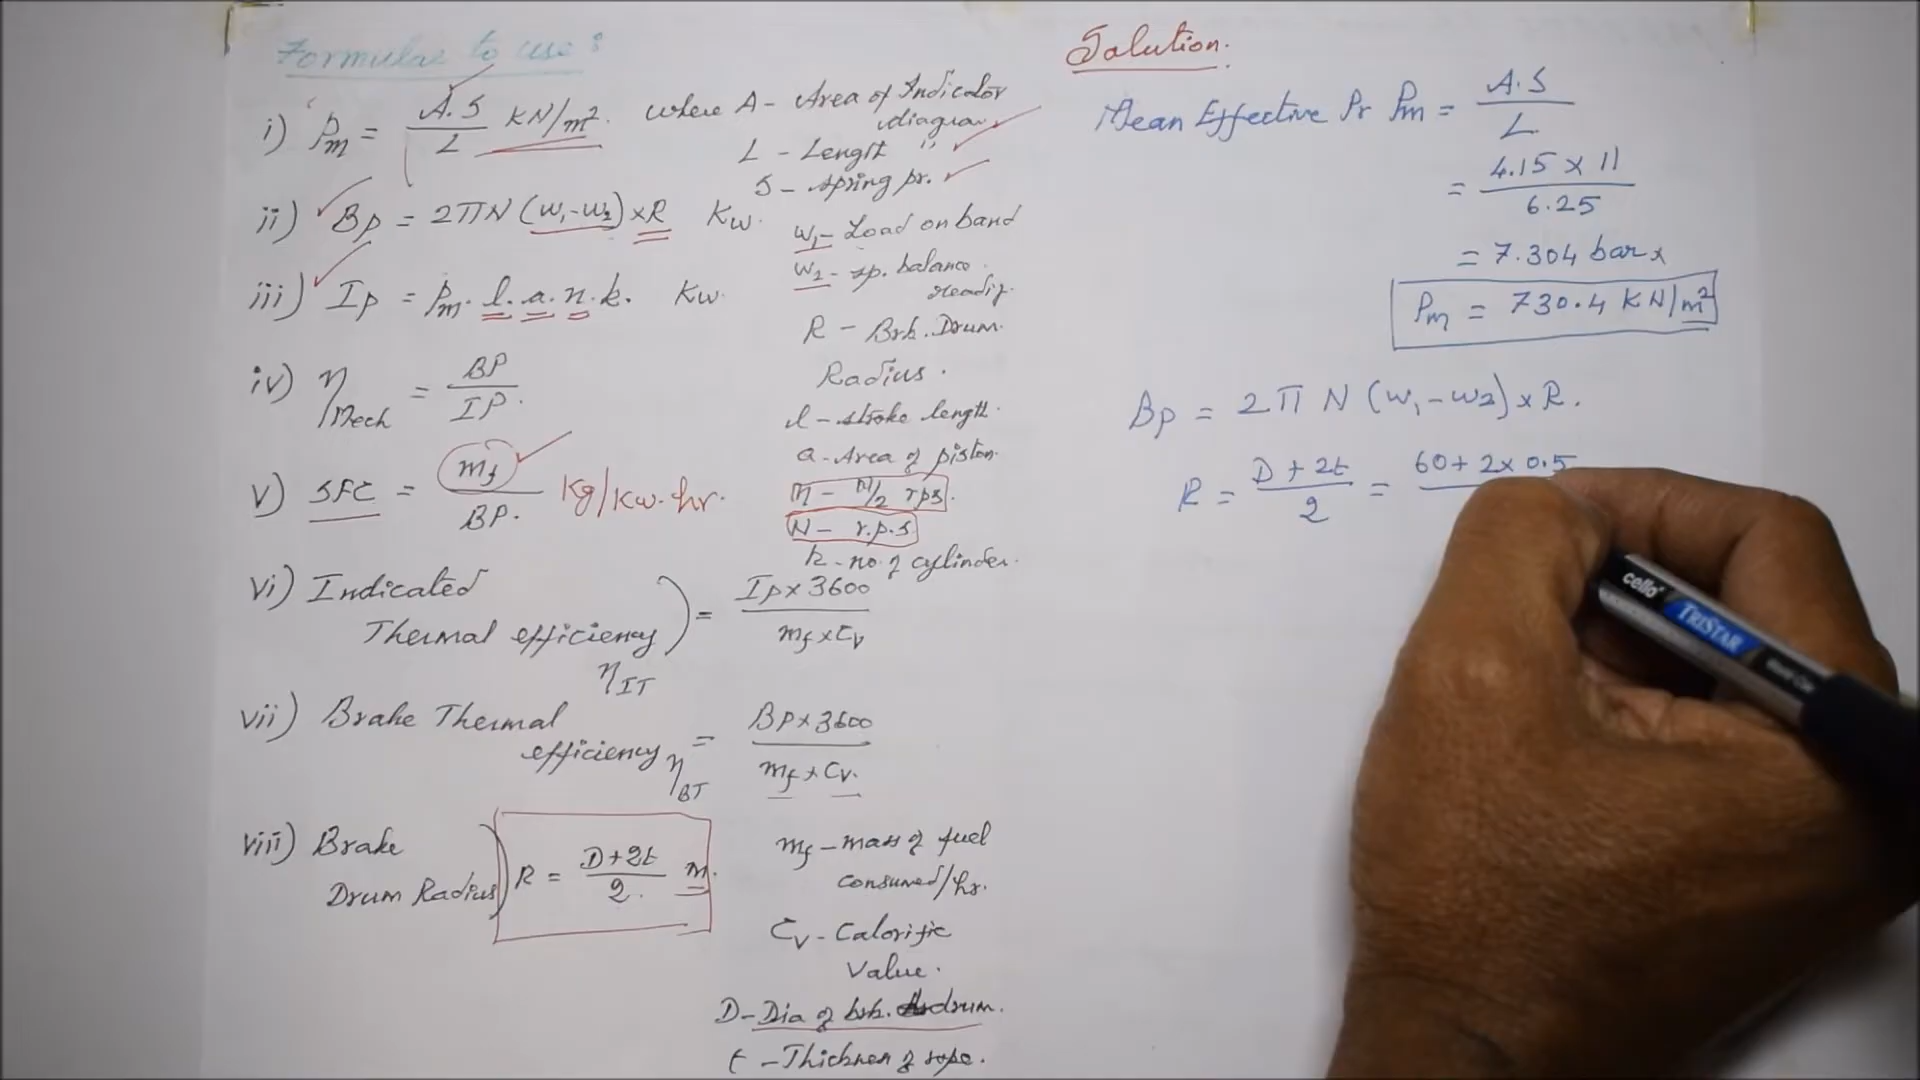 Formulas to use:
i) Pm = A.S / L KN/m². where A - Area of Indicator
diagram
L - Length "
S - spring pr.
ii) Bp = 2πN (W₁-W₂) x R Kw.
W₁ - Load on band
W₂ - sp. balance
readig.
iii) Ip = Pm. l. a. n. k. Kw.
R - Brk. Drum.
Radius.
iv) η Mech = BP / IP.
l - stroke length.
a - Area of piston.
v) SFC = mf / BP. Kg/Kw.hr.
n - N/2 rps.
N - r.p.s
k - no. of cylinder.
vi) Indicated
Thermal efficiency ηIT = Ip x 3600 / mf x Cv
vii) Brake Thermal
efficiency ηBT = BP x 3600 / mf x Cv.
viii) Brake
Drum Radius R = D+2t / 2. m.
mf - mass of fuel
consumed/hr.
Cv - Calorific
Value.
D - Dia of brk. drum.
t - Thicknen of rope.
Solution.
Mean Effective Pr Pm = A.S / L
= 4.15 x 11 / 6.25
= 7.304 bar x
Pm = 730.4 KN/m²
Bp = 2π N (W₁-W2) x R.
R = D + 2t / 2 = 60 + 2 x 0.5
cello
TRISTAR